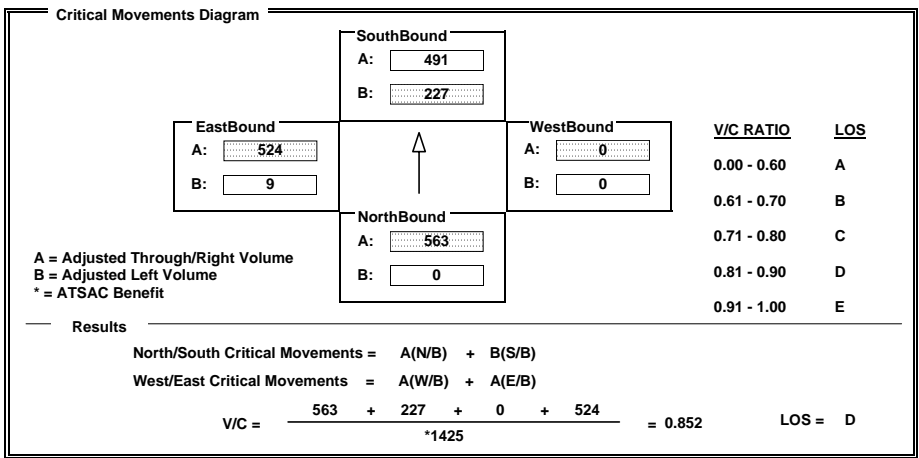 Critical Movements Diagram
SouthBound
A: 491
B: 227
EastBound
A: 524
B: 9
WestBound
A: 0
B: 0
NorthBound
A: 563
B: 0
V/C RATIO LOS
0.00 - 0.60 A
0.61 - 0.70 B
0.71 - 0.80 C
0.81 - 0.90 D
0.91 - 1.00 E
A = Adjusted Through/Right Volume
B = Adjusted Left Volume
* = ATSAC Benefit
Results
North/South Critical Movements = A(N/B) + B(S/B)
West/East Critical Movements = A(W/B) + A(E/B)
V/C = 563 + 227 + 0 + 524 = 0.852 LOS = D
*1425